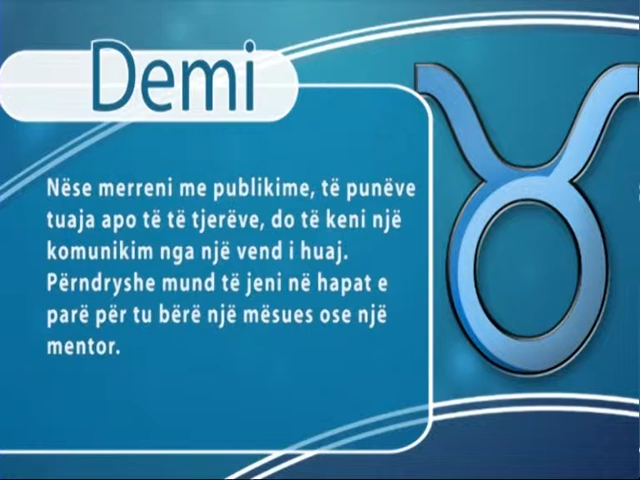 Demi
Nëse merreni me publikime, të punëve
tuaja apo të të tjerëve, do të keni një
komunikim nga një vend i huaj.
Përndryshe mund të jeni në hapat e
parë për tu bërë një mësues ose një
mentor.